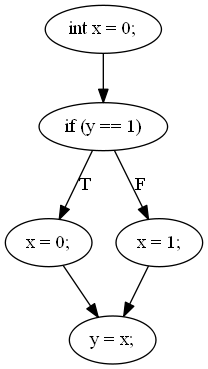 int x = 0;
if (y == 1)
T
F
x = 0;
x = 1;
y = x;